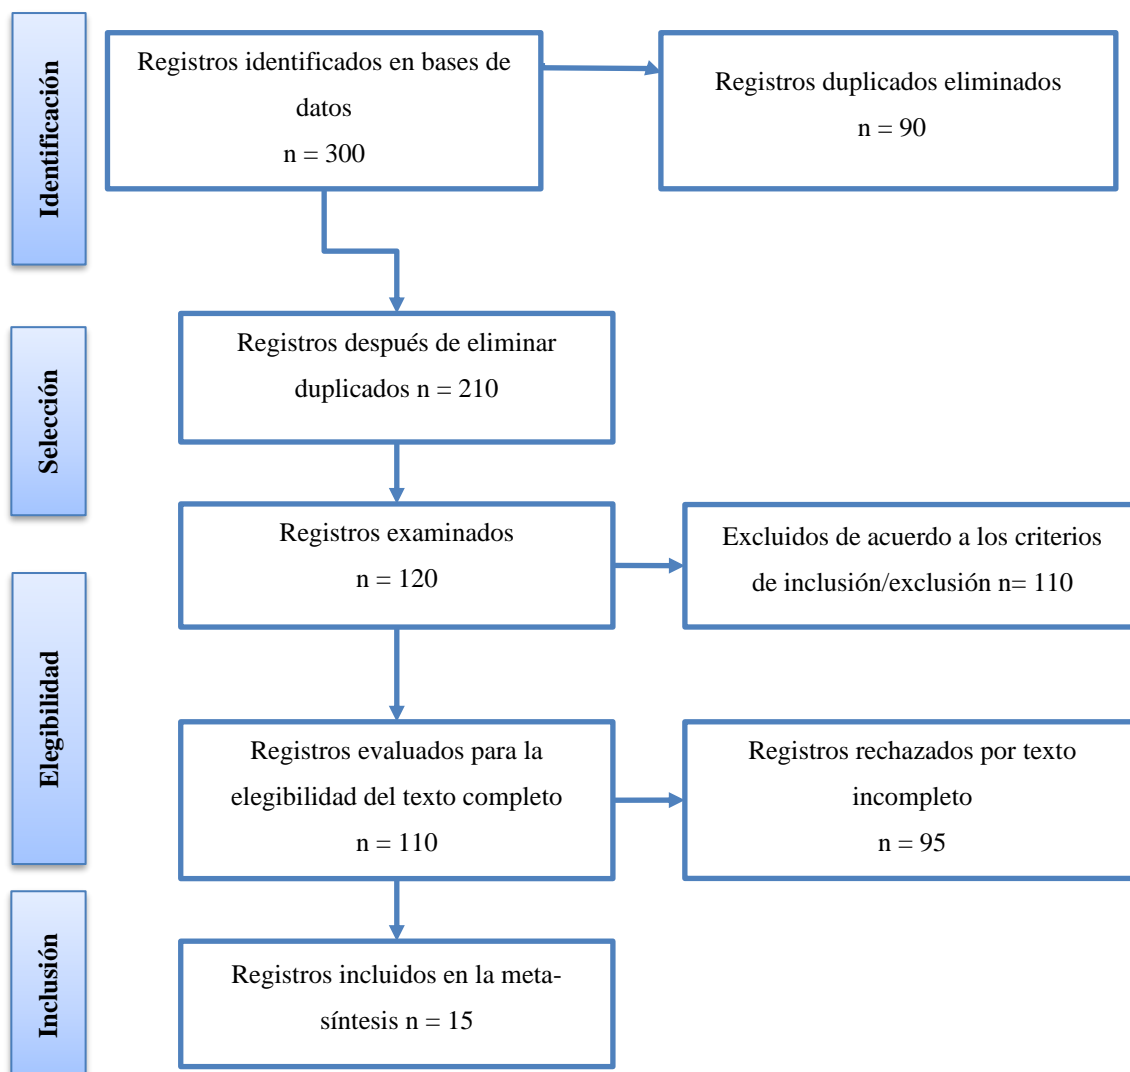 Identificación
Registros identificados en bases de
datos
n = 300
Registros duplicados eliminados
n = 90
Selección
Registros después de eliminar
duplicados n = 210
Registros examinados
n = 120
Excluidos de acuerdo a los criterios
de inclusión/exclusión n= 110
Elegibilidad
Registros evaluados para la
elegibilidad del texto completo
n = 110
Registros rechazados por texto
incompleto
n = 95
Inclusión
Registros incluidos en la meta-
síntesis n = 15